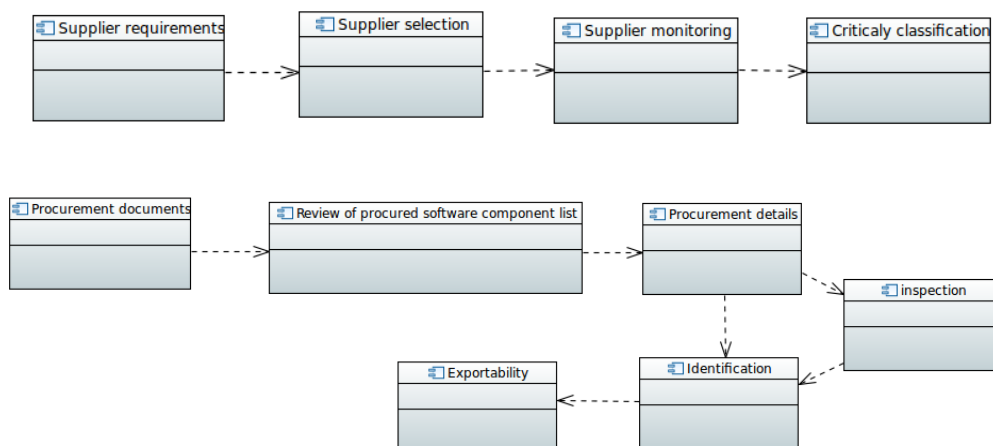 Supplier requirements
Supplier selection
Supplier monitoring
Criticaly classification
Procurement documents
Review of procured software component list
Procurement details
inspection
Exportability
Identification